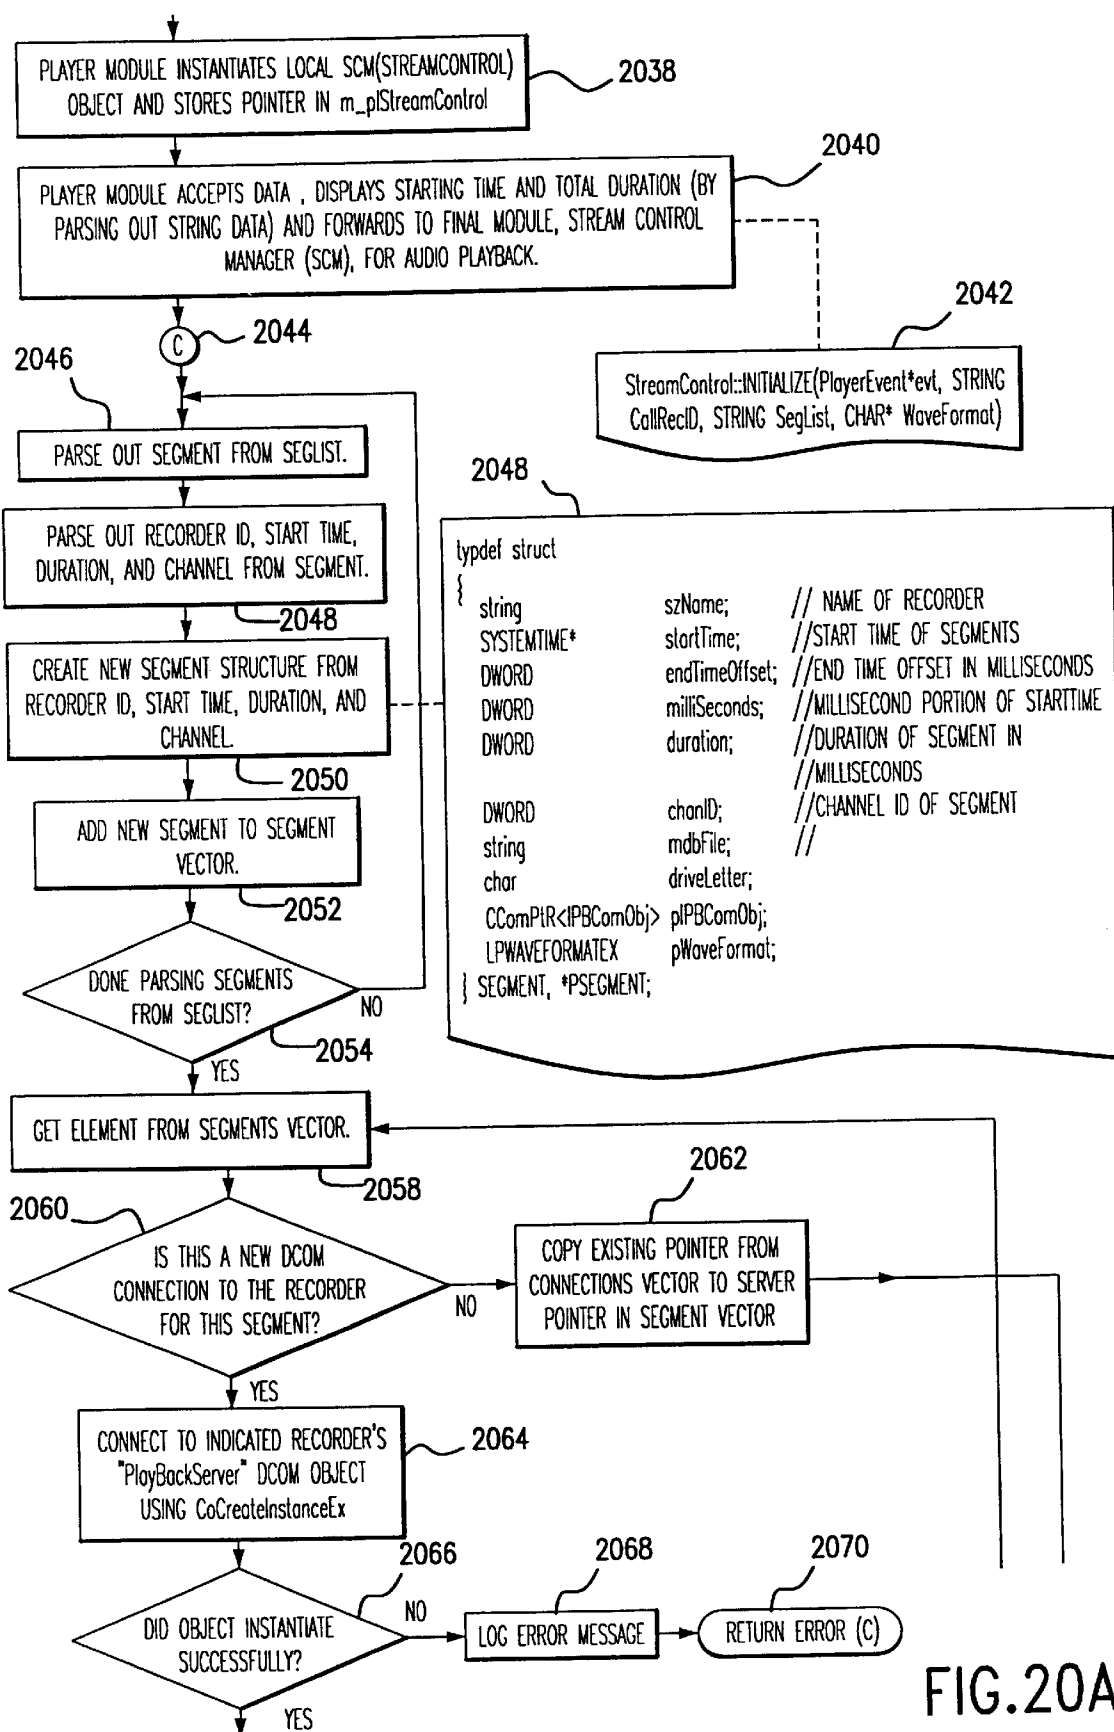 PLAYER MODULE INSTANTIATES LOCAL SCM(STREAMCONTROL)
OBJECT AND STORES POINTER IN m_plStreamControl
2038
2040
PLAYER MODULE ACCEPTS DATA , DISPLAYS STARTING TIME AND TOTAL DURATION (BY
PARSING OUT STRING DATA) AND FORWARDS TO FINAL MODULE, STREAM CONTROL
MANAGER (SCM), FOR AUDIO PLAYBACK.
2042
C
2044
StreamControl::INITIALIZE(PlayerEvent*evt, STRING
CallRecID, STRING SegList, CHAR* WaveFormat)
2046
PARSE OUT SEGMENT FROM SEGLIST.
2048
PARSE OUT RECORDER ID, START TIME,
DURATION, AND CHANNEL FROM SEGMENT.
2048
CREATE NEW SEGMENT STRUCTURE FROM
RECORDER ID, START TIME, DURATION, AND
CHANNEL.
2050
ADD NEW SEGMENT TO SEGMENT
VECTOR.
2052
typdef struct
{
string szName; // NAME OF RECORDER
SYSTEMTIME* startTime; //START TIME OF SEGMENTS
DWORD endTimeOffset; //END TIME OFFSET IN MILLISECONDS
DWORD milliSeconds; //MILLISECOND PORTION OF STARTTIME
DWORD duration; //DURATION OF SEGMENT IN
//MILLISECONDS
DWORD chanID; //CHANNEL ID OF SEGMENT
string mdbFile; //
char driveLetter;
CComPtR<IPBComObj> pIPBComObj;
LPWAVEFORMATEX pWaveFormat;
} SEGMENT, *PSEGMENT;
DONE PARSING SEGMENTS
FROM SEGLIST?
NO
2054
YES
GET ELEMENT FROM SEGMENTS VECTOR.
2058
2060
IS THIS A NEW DCOM
CONNECTION TO THE RECORDER
FOR THIS SEGMENT?
NO
2062
COPY EXISTING POINTER FROM
CONNECTIONS VECTOR TO SERVER
POINTER IN SEGMENT VECTOR
YES
CONNECT TO INDICATED RECORDER'S
"PlayBackServer" DCOM OBJECT
USING CoCreateInstanceEx
2064
2066
DID OBJECT INSTANTIATE
SUCCESSFULLY?
NO
2068
LOG ERROR MESSAGE
2070
RETURN ERROR (C)
YES
FIG.20A